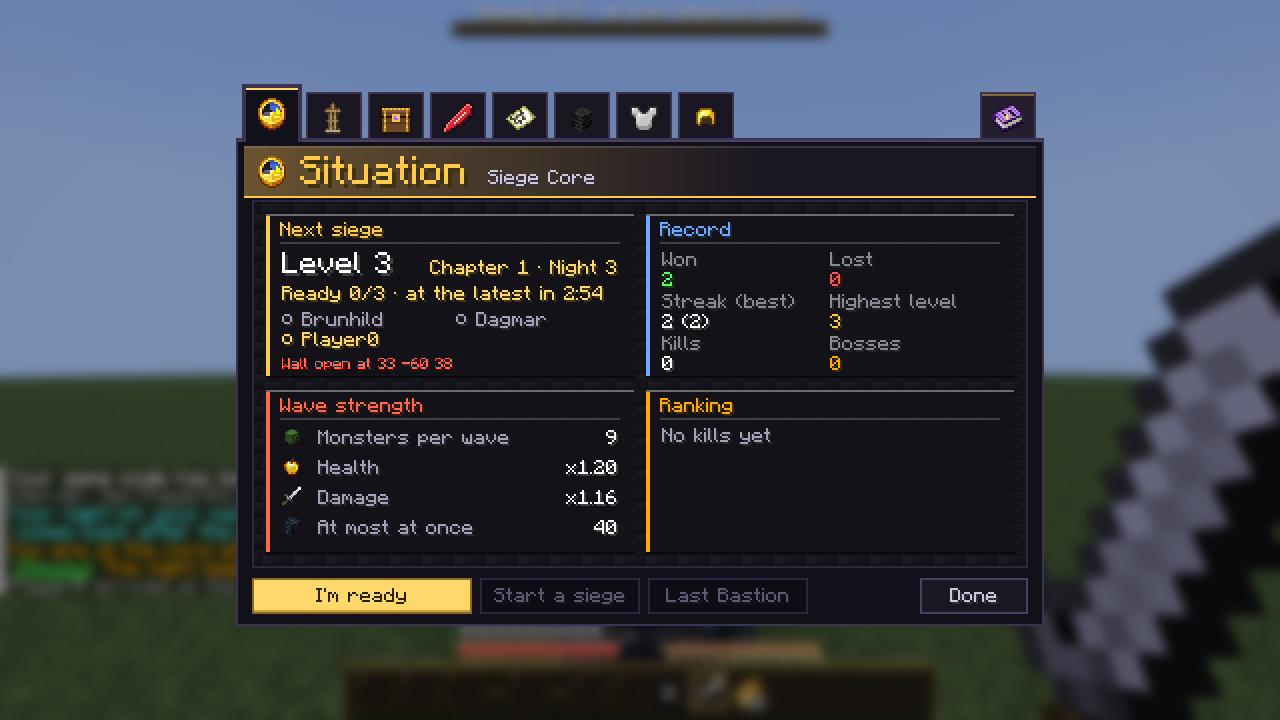 Situation Siege Core
Next siege
Level 3 Chapter 1 · Night 3
Ready 0/3 · at the latest in 2:54
Brunhild Dagmar
Player0
Wall open at 33 -60 38
Record
Won Lost
2 0
Streak (best) Highest level
2 (2) 3
Kills Bosses
0 0
Wave strength
Monsters per wave 9
Health x1.20
Damage x1.16
At most at once 40
Ranking
No kills yet
I'm ready Start a siege Last Bastion Done